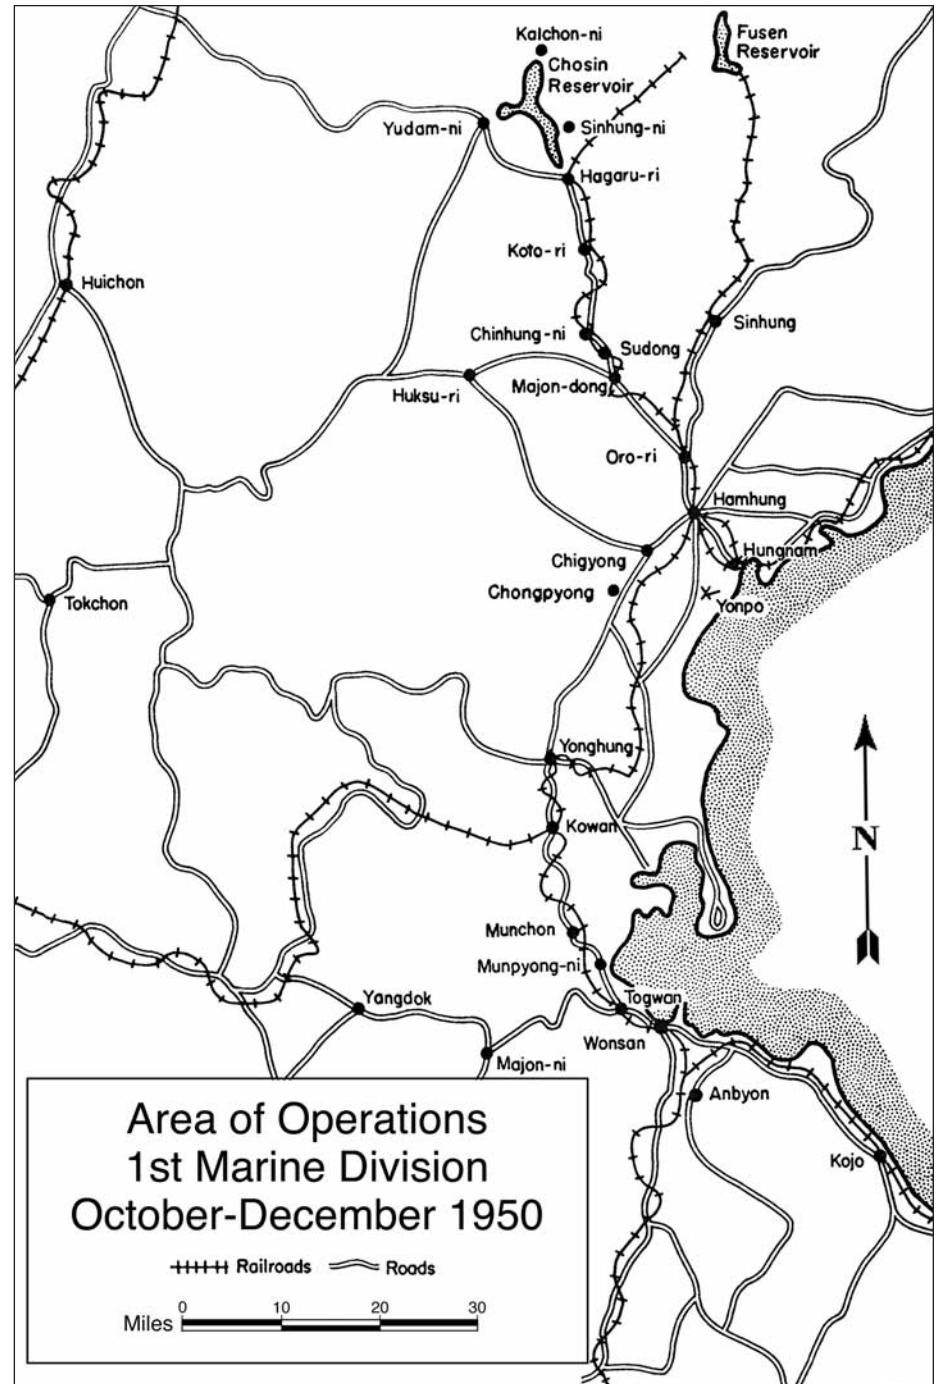 Kalchon-ni
Chosin
Reservoir
Fusen
Reservoir
Yudam-ni
Sinhung-ni
Hagaru-ri
Koto-ri
Huichon
Chinhung-ni
Sudong
Sinhung
Huksu-ri
Majon-dong
Oro-ri
Hamhung
Chigyong
Hungnam
Chongpyong
Yonpo
Tokchon
Yonghung
Kowan
N
Munchon
Munpyong-ni
Yangdok
Togwan
Wonsan
Majon-ni
Anbyon
Kojo
Area of Operations
1st Marine Division
October-December 1950
Railroads Roads
0 10 20 30
Miles